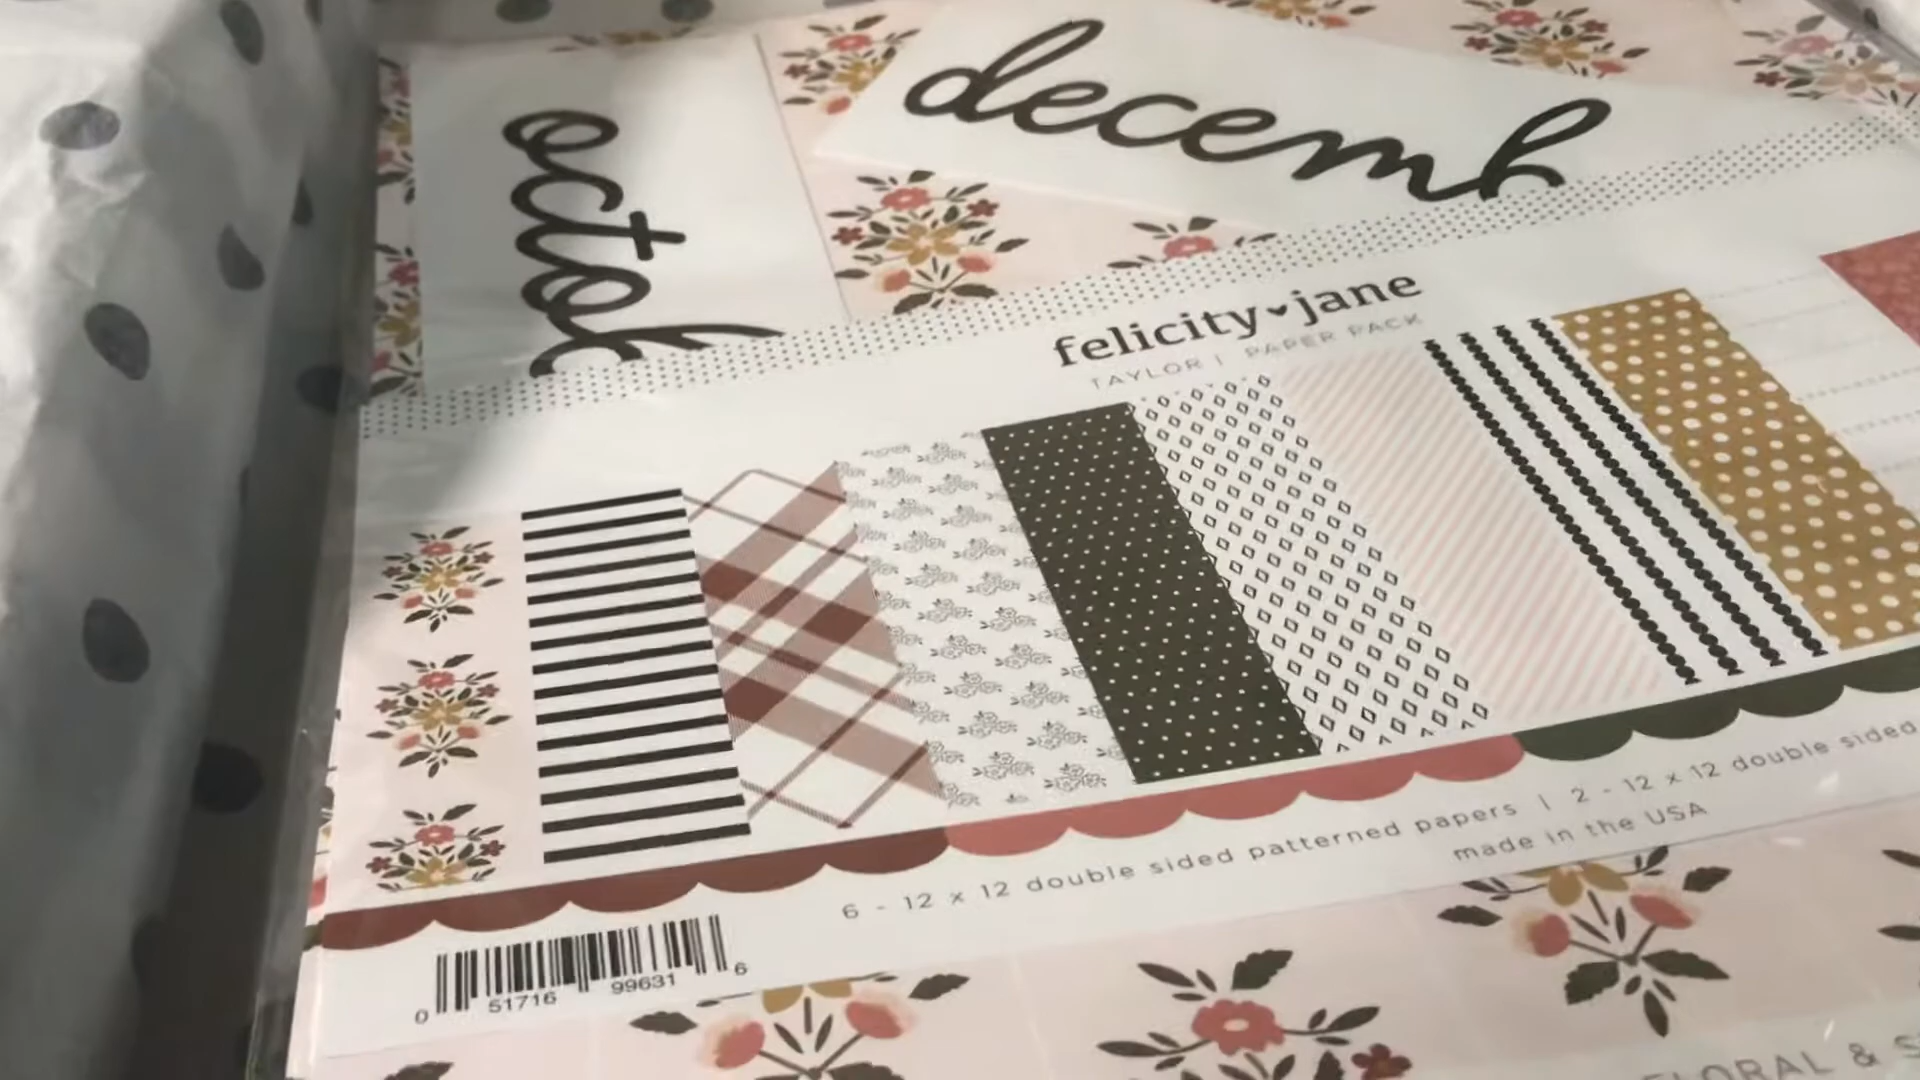 octob
decemb
felicity jane
TAYLOR | PAPER PACK
6 - 12 x 12 double sided patterned papers | 2 - 12 x 12 double sided
made in the USA
0 51716 99631 6
FLORAL & S